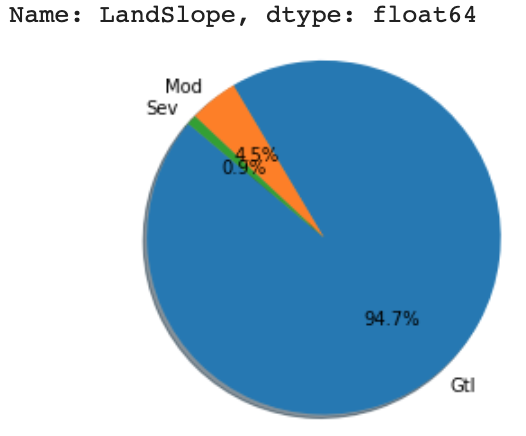 Name: LandSlope, dtype: float64
Mod
Sev
4.5%
0.9%
94.7%
Gtl